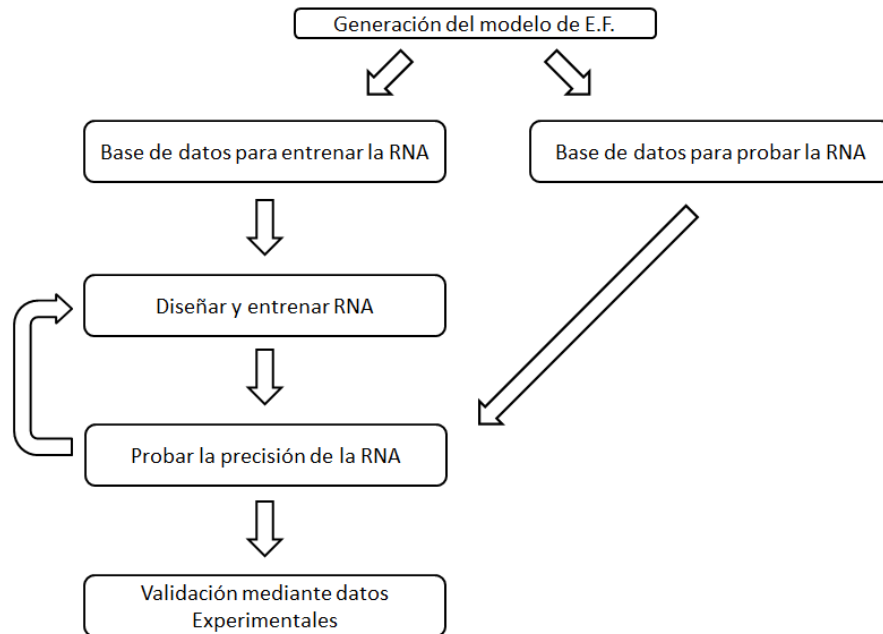 Generación del modelo de E.F.
Base de datos para entrenar la RNA
Base de datos para probar la RNA
Diseñar y entrenar RNA
Probar la precisión de la RNA
Validación mediante datos
Experimentales